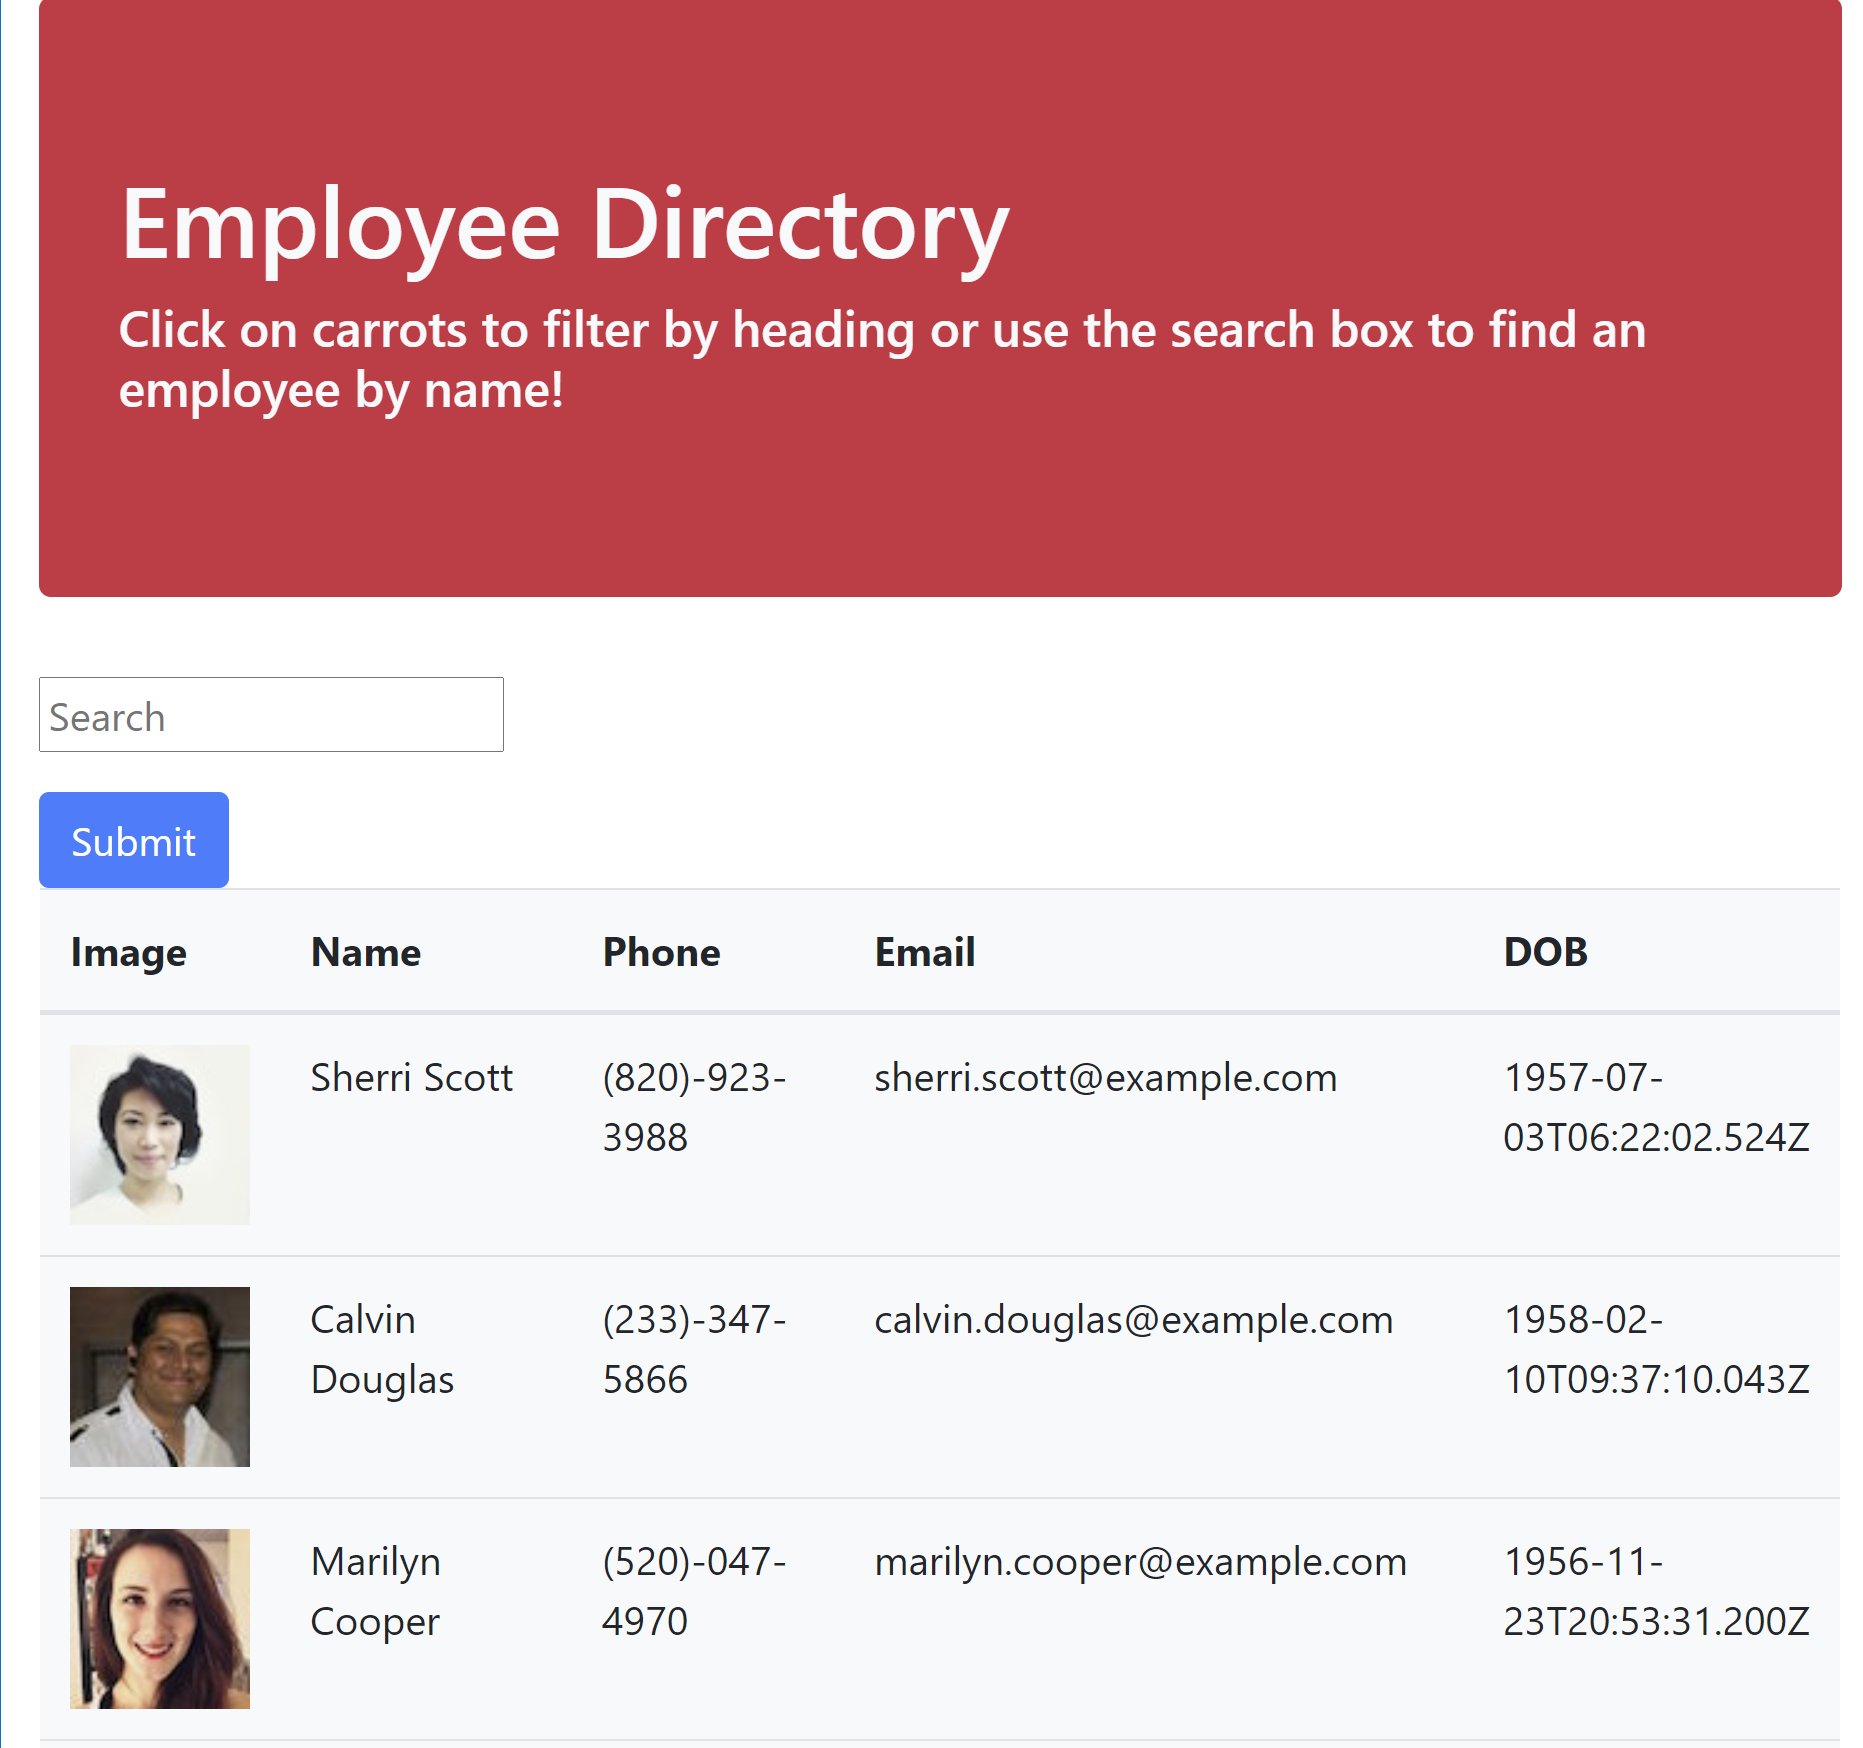 Employee Directory
Click on carrots to filter by heading or use the search box to find an
employee by name!
Search
Submit
Image Name Phone Email DOB
Sherri Scott (820)-923- sherri.scott@example.com 1957-07-
3988 03T06:22:02.524Z
Calvin (233)-347- calvin.douglas@example.com 1958-02-
Douglas 5866 10T09:37:10.043Z
Marilyn (520)-047- marilyn.cooper@example.com 1956-11-
Cooper 4970 23T20:53:31.200Z